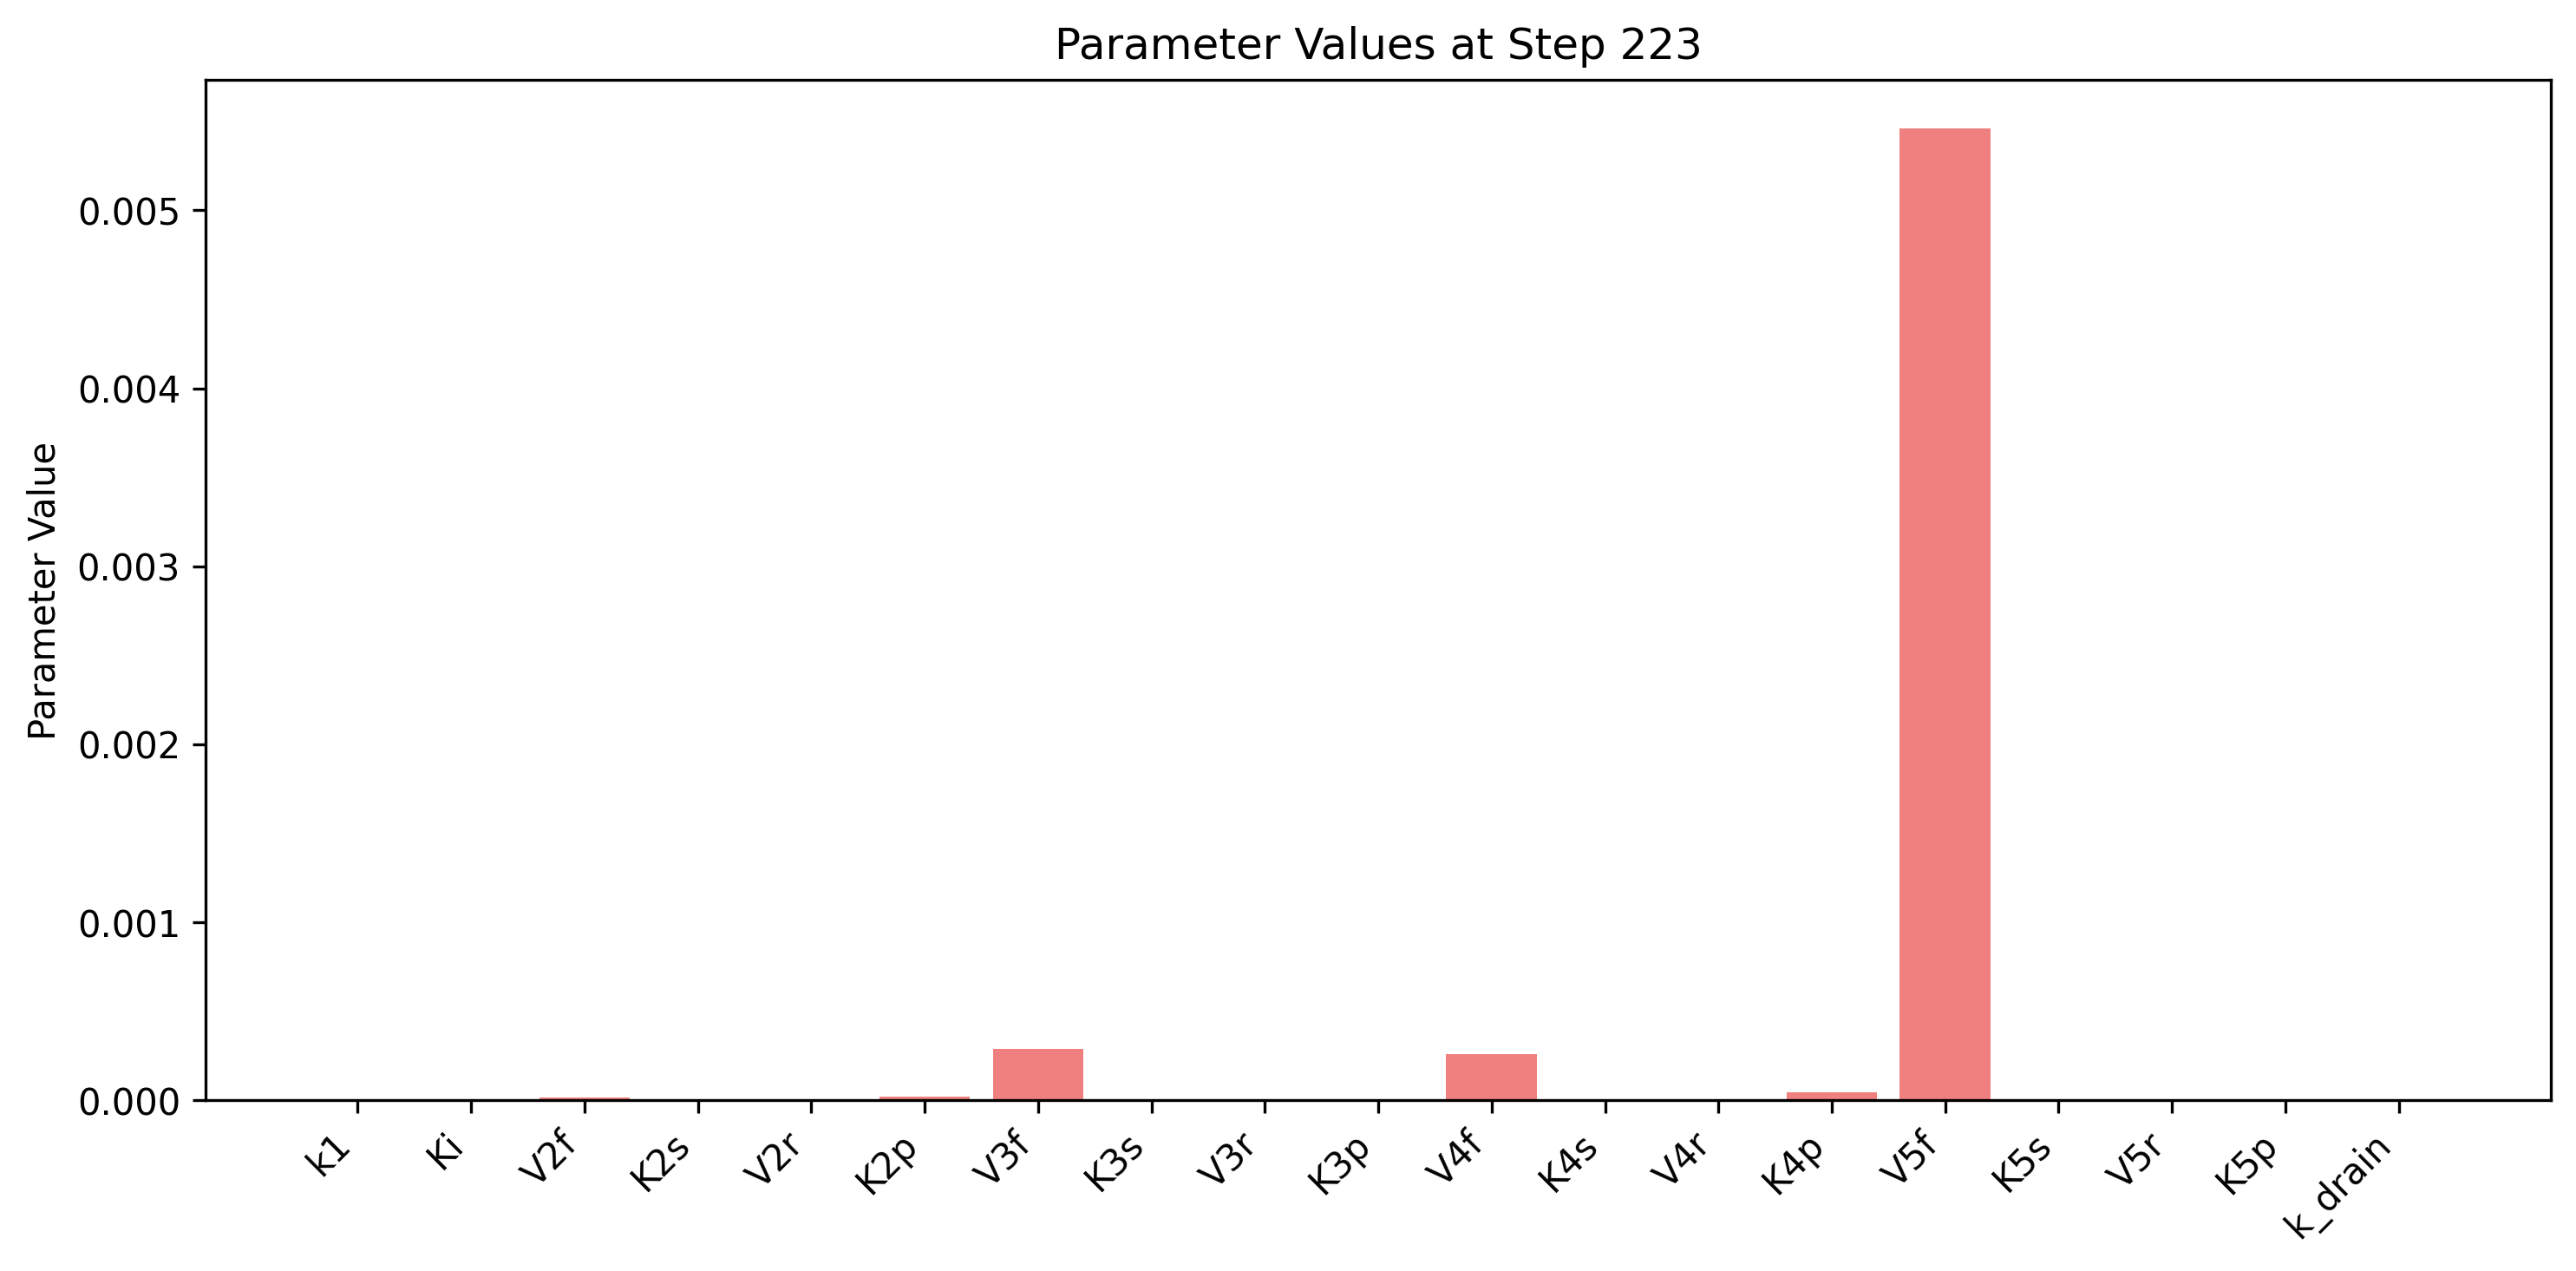 Parameter Values at Step 223
Parameter Value
0.005
0.004
0.003
0.002
0.001
0.000
k1
Ki
V2f
K2s
V2r
K2p
V3f
K3s
V3r
K3p
V4f
K4s
V4r
K4p
V5f
K5s
V5r
K5p
k_drain